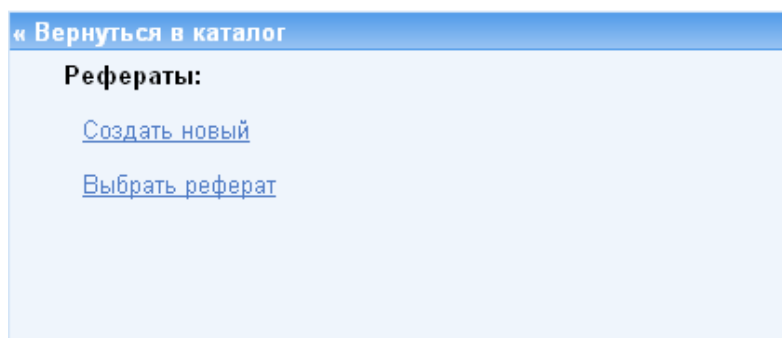 « Вернуться в каталог
Рефераты:
Создать новый
Выбрать реферат